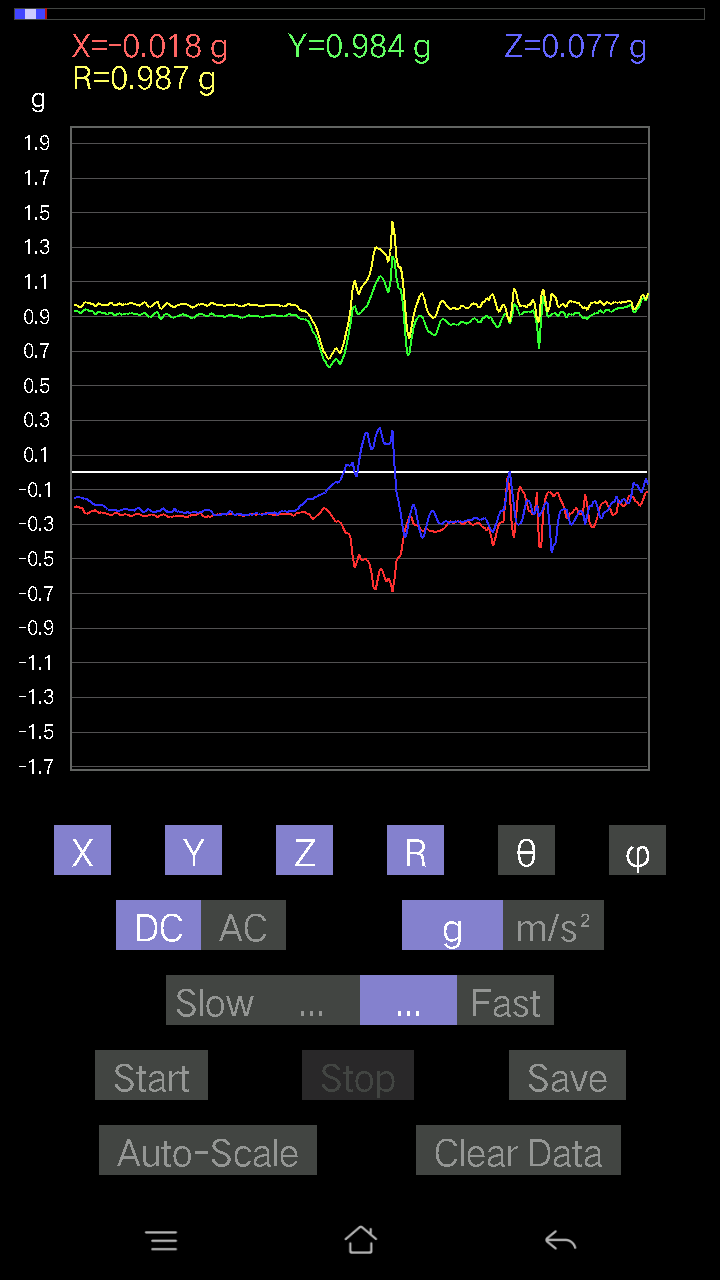 X=-0.018 g Y=0.984 g Z=0.077 g
R=0.987 g
g
1.9
1.7
1.5
1.3
1.1
0.9
0.7
0.5
0.3
0.1
-0.1
-0.3
-0.5
-0.7
-0.9
-1.1
-1.3
-1.5
-1.7
X Y Z R θ φ
DC AC g m/s²
Slow ... ... Fast
Start Stop Save
Auto-Scale Clear Data